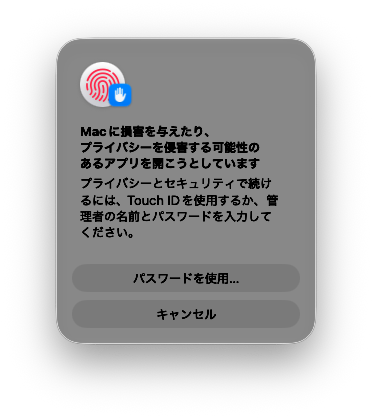 Macに損害を与えたり、
プライバシーを侵害する可能性の
あるアプリを開こうとしています
プライバシーとセキュリティで続け
るには、Touch IDを使用するか、管
理者の名前とパスワードを入力して
ください。
パスワードを使用...
キャンセル